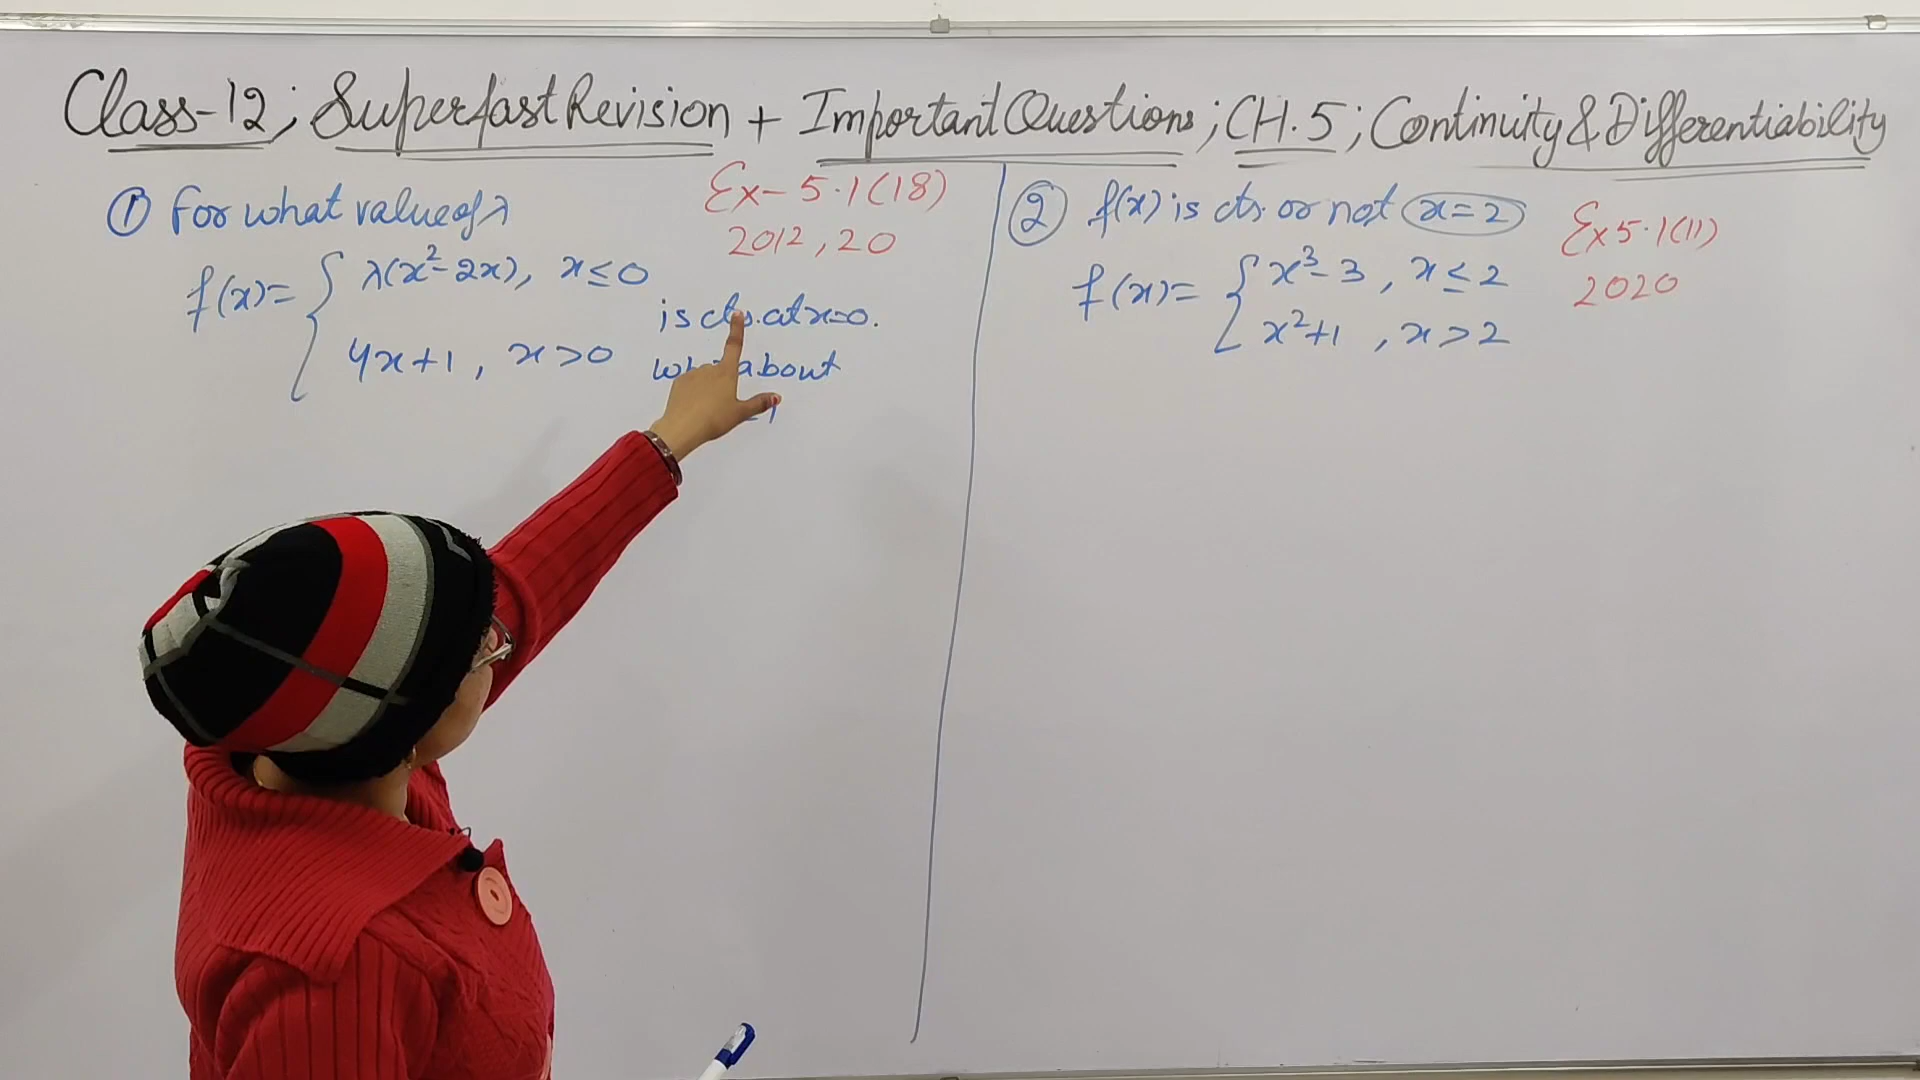 Class-12; Superfast Revision + Important Questions; CH.5; Continuity & Differentiability
① For what value of λ
Ex-5.1(18)
2012, 20
f(x)= { λ(x²-2x), x≤0
4x+1, x>0
is cts. at x=0.
about
② f(x) is cts. or not x=2
Ex 5.1(11)
2020
f(x)= { x³-3, x≤2
x²+1, x>2